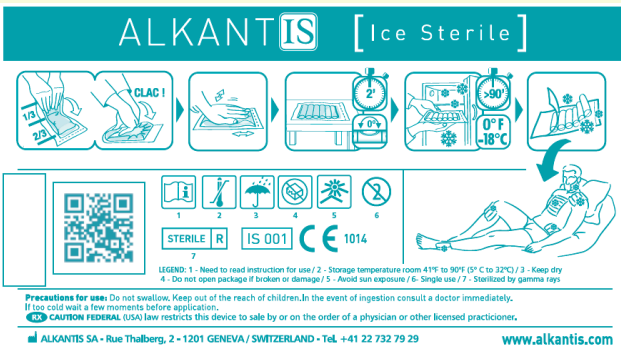 ALKANTIS [Ice Sterile]
1/3
2/3
CLAC !
2'
0°
>90'
0° F
-18°C
1 2 3 4 5 6
STERILE R IS 001 CE 1014
7
LEGEND: 1 - Need to read instruction for use / 2 - Storage temperature room 41°F to 90°F (5° C to 32°C) / 3 - Keep dry
4 - Do not open package if broken or damage / 5 - Avoid sun exposure / 6- Single use / 7 - Sterilized by gamma rays
Precautions for use: Do not swallow. Keep out of the reach of children.In the event of ingestion consult a doctor immediately.
If too cold wait a few moments before application.
RX CAUTION FEDERAL (USA) law restricts this device to sale by or on the order of a physician or other licensed practicioner.
ALKANTIS SA - Rue Thalberg, 2 - 1201 GENEVA / SWITZERLAND - Tel. +41 22 732 79 29 www.alkantis.com